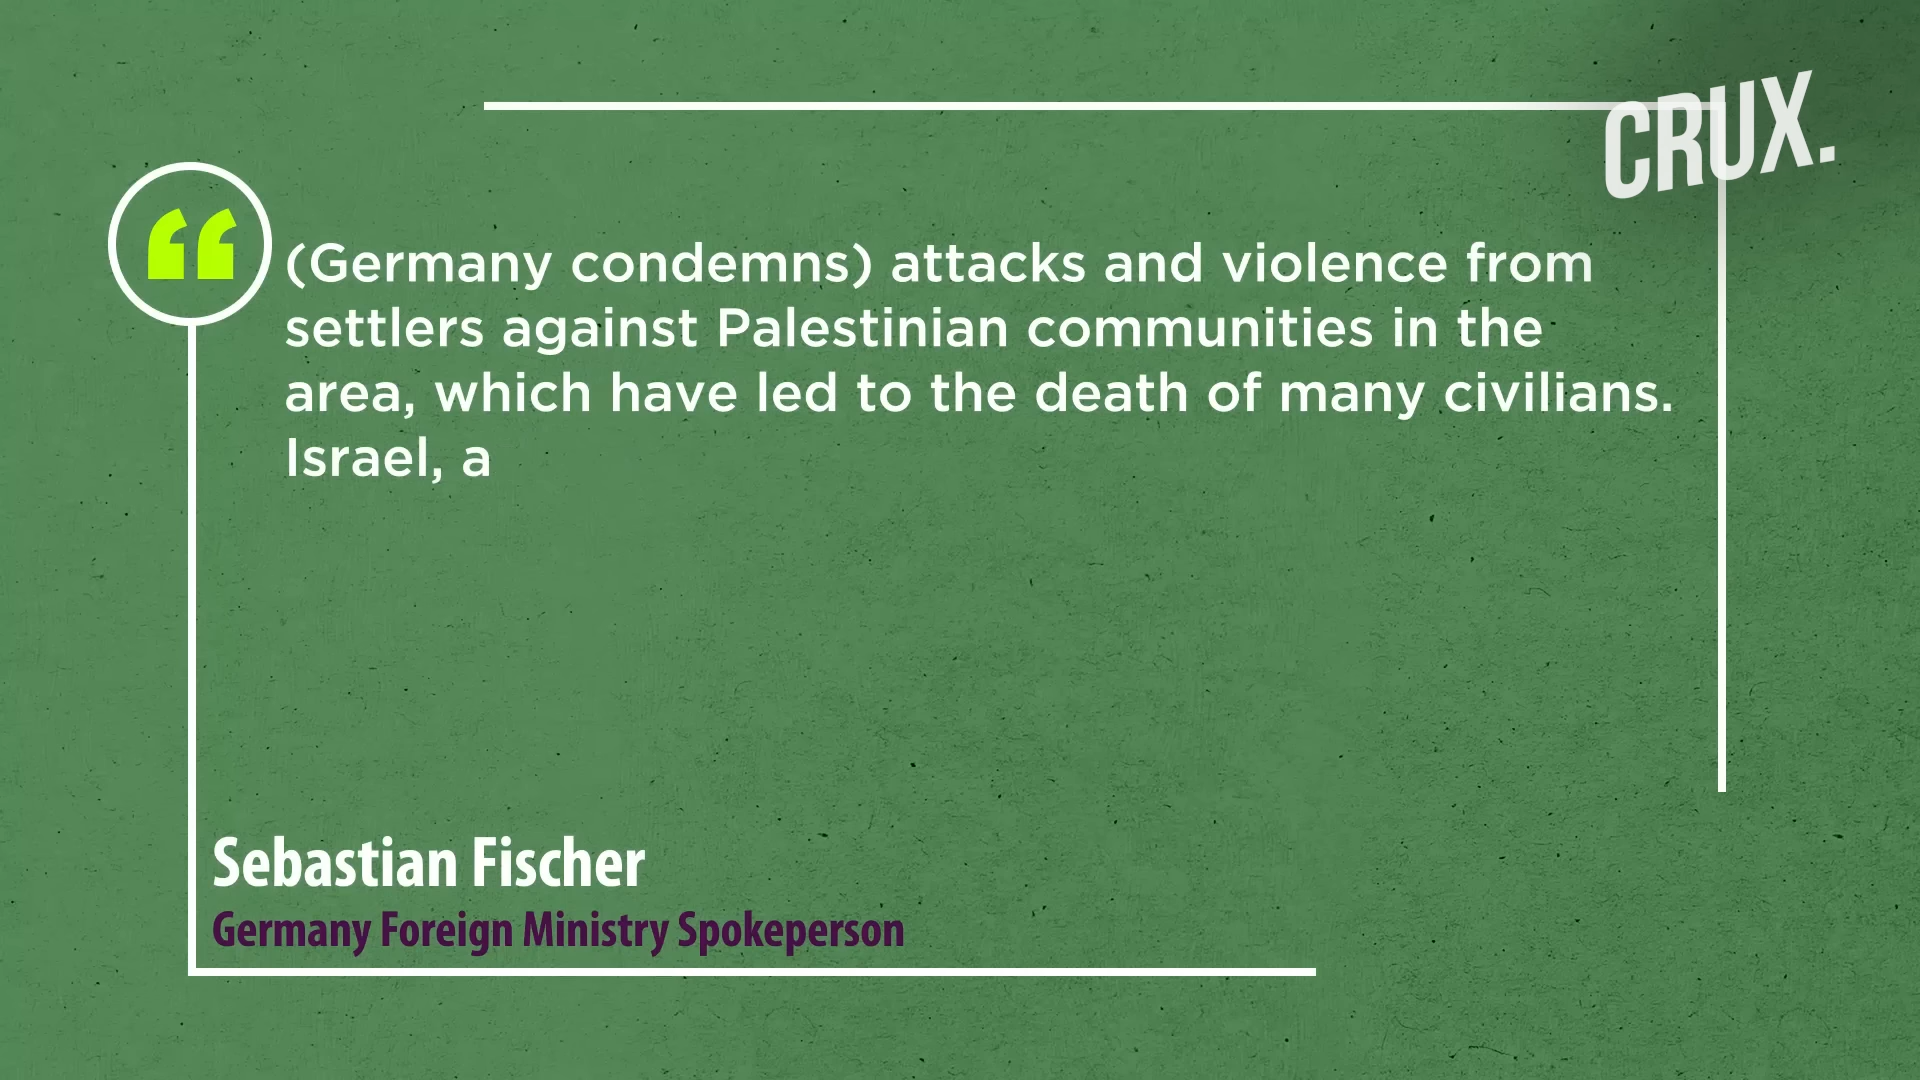 CRUX.
“
(Germany condemns) attacks and violence from
settlers against Palestinian communities in the
area, which have led to the death of many civilians.
Israel, a
Sebastian Fischer
Germany Foreign Ministry Spokeperson